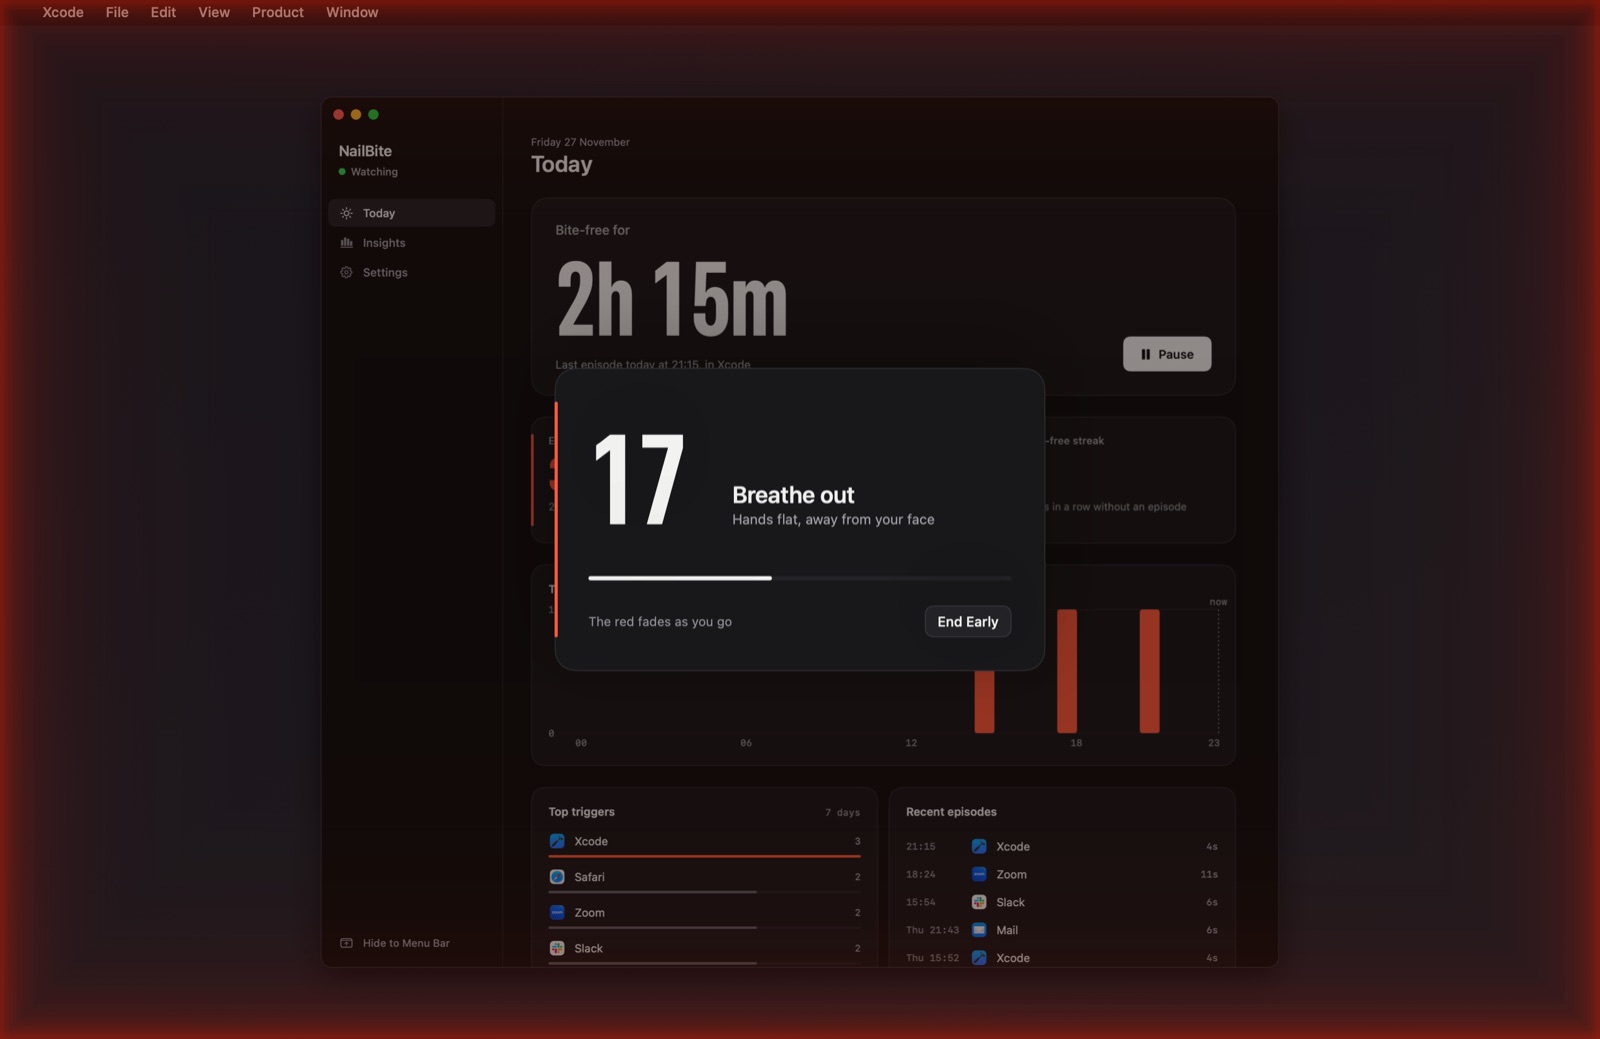 Xcode File Edit View Product Window
NailBite
Watching
Today
Insights
Settings
Hide to Menu Bar
Friday 27 November
Today
Bite-free for
2h 15m
Last episode today at 21:15, in Xcode
Pause
-free streak
s in a row without an episode
17
Breathe out
Hands flat, away from your face
The red fades as you go
End Early
now
0
00 06 12 18 23
Top triggers 7 days
Xcode 3
Safari 2
Zoom 2
Slack 2
Recent episodes
21:15 Xcode 4s
18:24 Zoom 11s
15:54 Slack 6s
Thu 21:43 Mail 6s
Thu 15:52 Xcode 4s